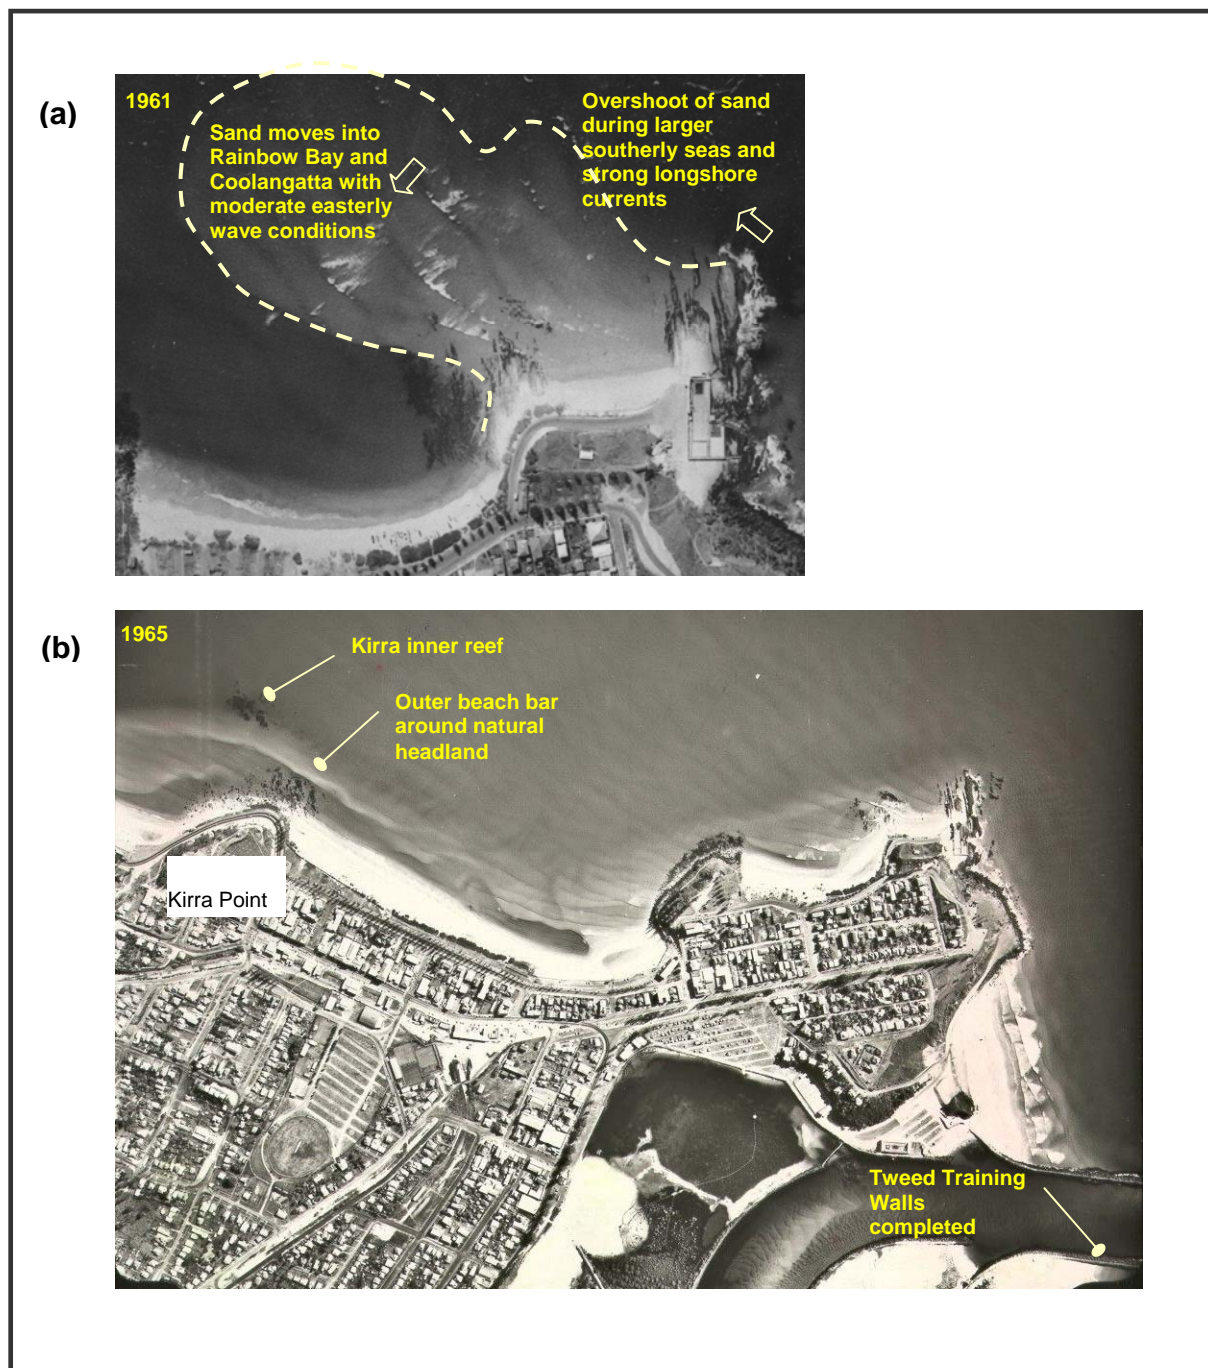 (a)
1961
Sand moves into
Rainbow Bay and
Coolangatta with
moderate easterly
wave conditions
Overshoot of sand
during larger
southerly seas and
strong longshore
currents
(b)
1965
Kirra inner reef
Outer beach bar
around natural
headland
Kirra Point
Tweed Training
Walls
completed